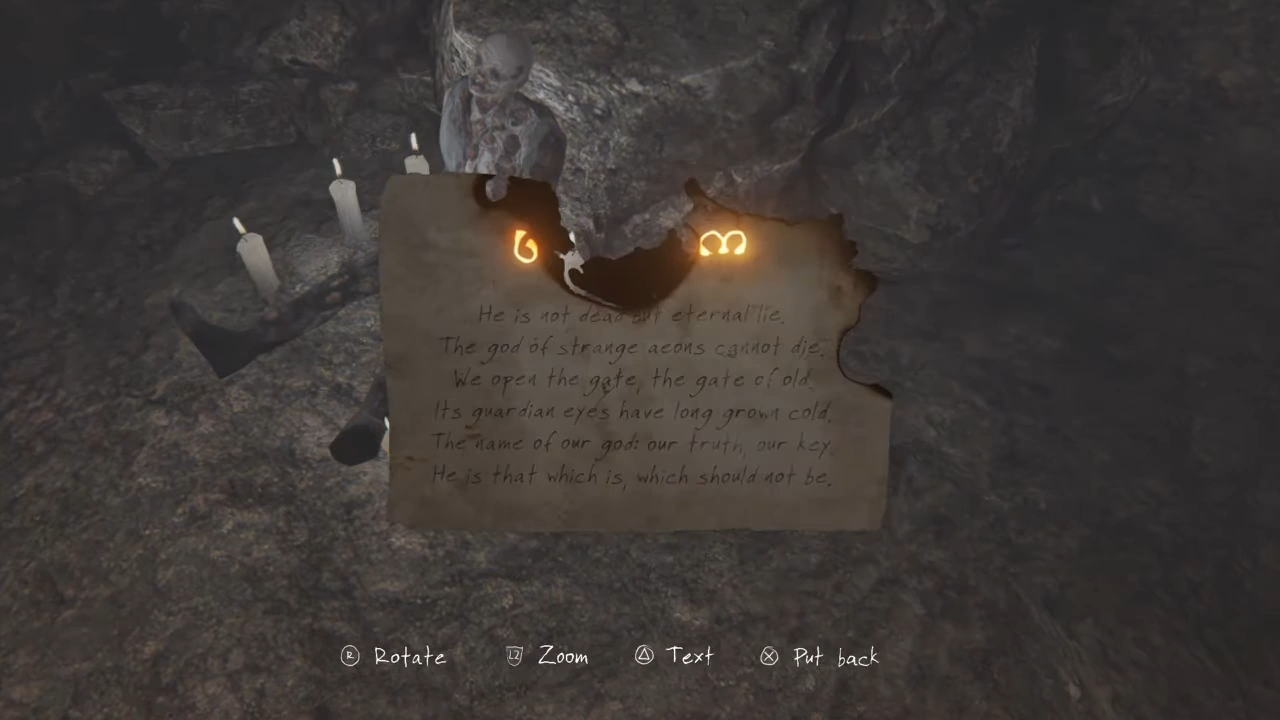 He is not dead but eternal lie.
The god of strange aeons cannot die.
We open the gate, the gate of old.
Its guardian eyes have long grown cold.
The name of our god: our truth, our key.
He is that which is, which should not be.
R Rotate L2 Zoom Text Put back